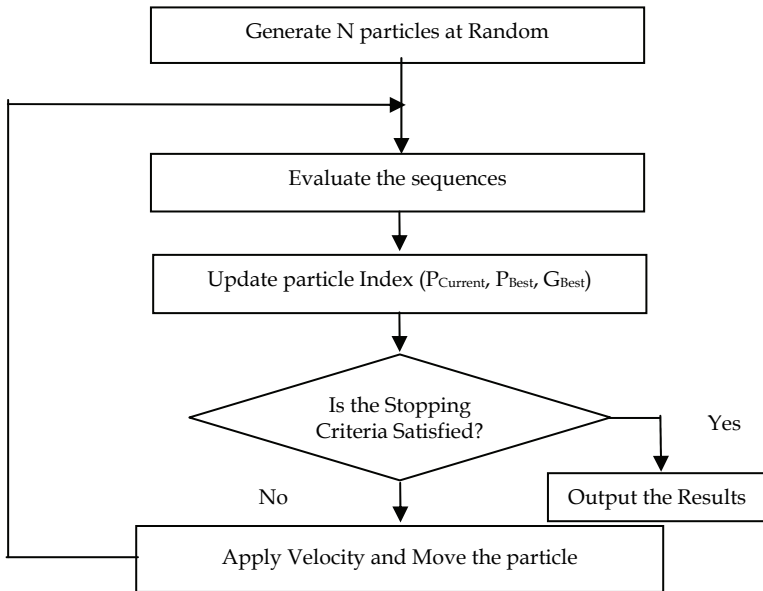 Generate N particles at Random
Evaluate the sequences
Update particle Index (PCurrent, PBest, GBest)
Is the Stopping
Criteria Satisfied?
Yes
No
Output the Results
Apply Velocity and Move the particle